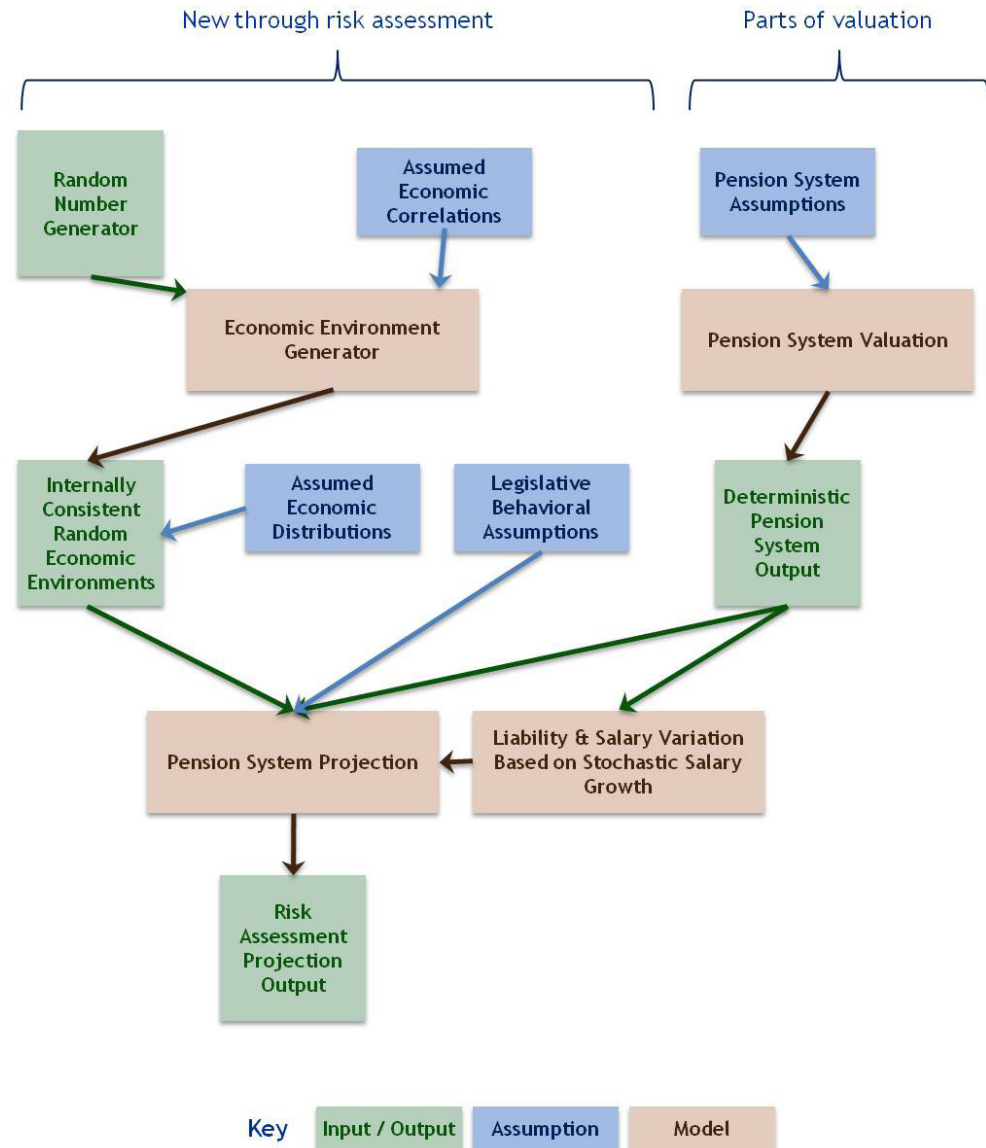 New through risk assessment
Parts of valuation
Random
Number
Generator
Assumed
Economic
Correlations
Pension System
Assumptions
Economic Environment
Generator
Pension System Valuation
Internally
Consistent
Random
Economic
Environments
Assumed
Economic
Distributions
Legislative
Behavioral
Assumptions
Deterministic
Pension
System
Output
Pension System Projection
Liability & Salary Variation
Based on Stochastic Salary
Growth
Risk
Assessment
Projection
Output
Key
Input / Output
Assumption
Model